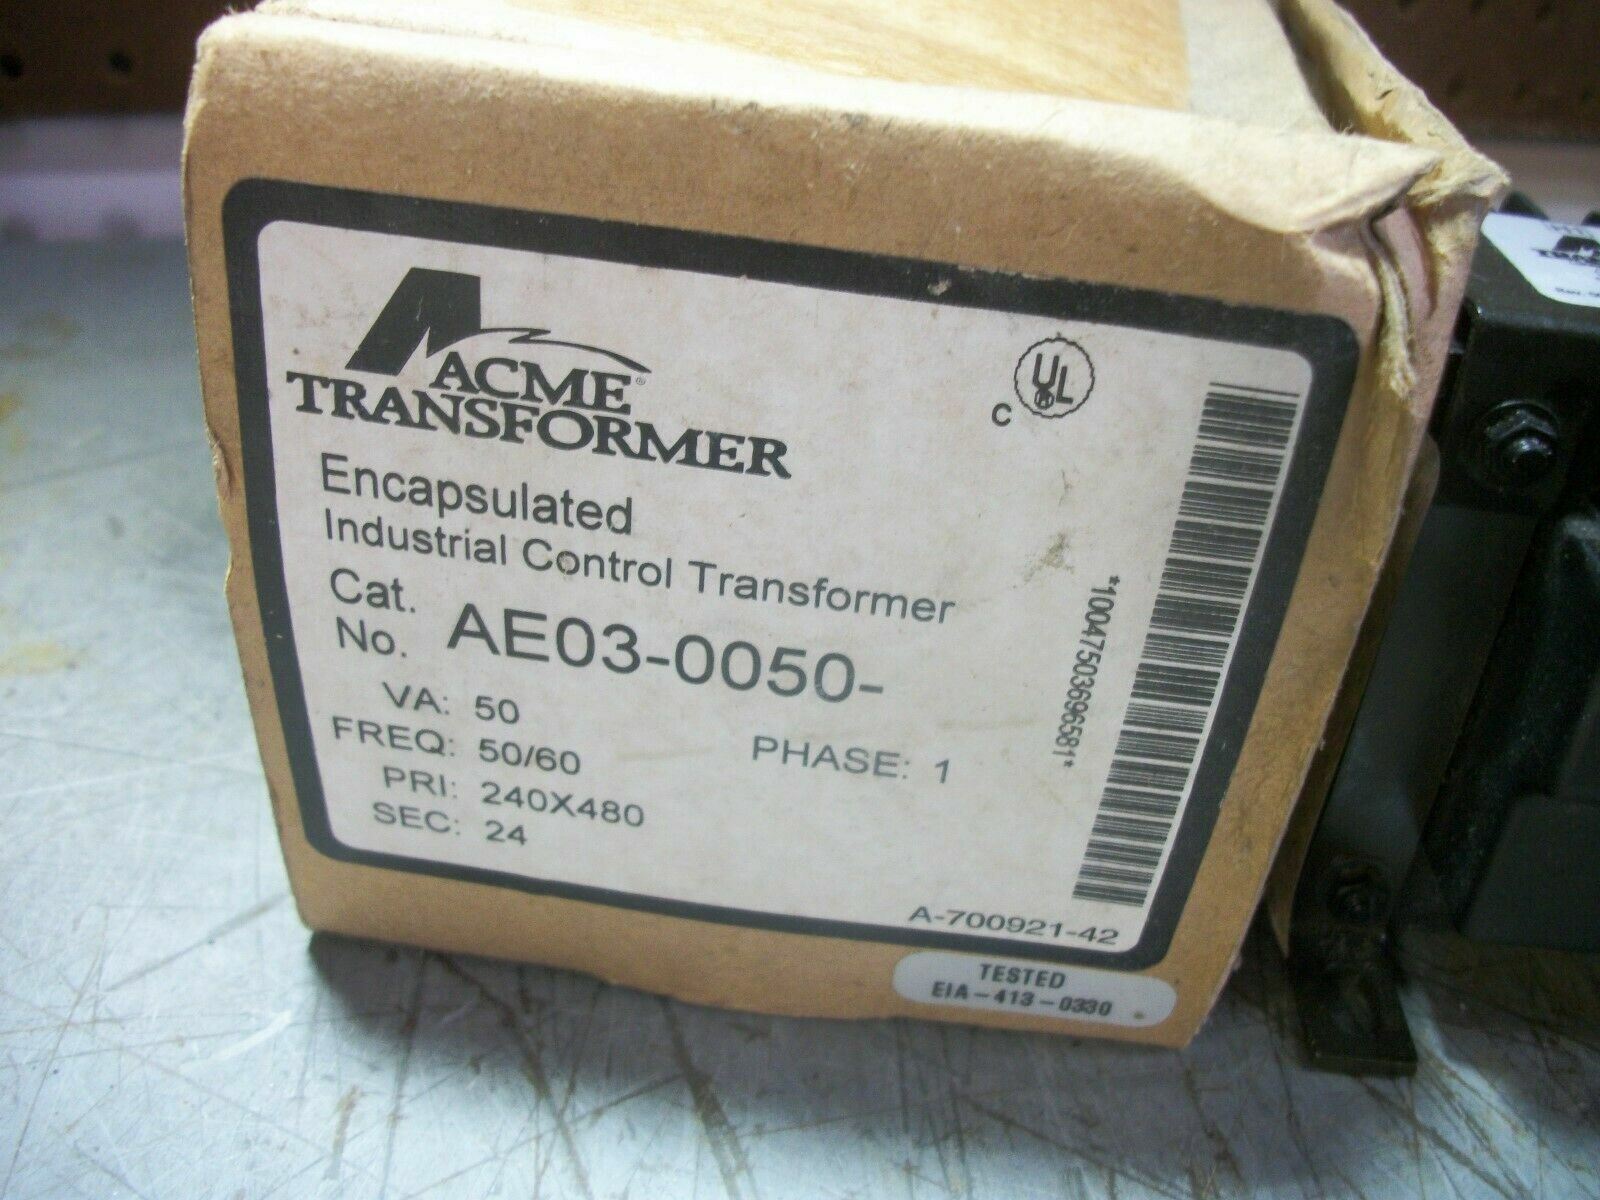 ACME®
TRANSFORMER
C UL
Encapsulated
Industrial Control Transformer
Cat.
No. AE03-0050-
VA: 50
FREQ: 50/60 PHASE: 1
PRI: 240X480
SEC: 24
*10047503696581*
A-700921-42
TESTED
EIA-413-0330